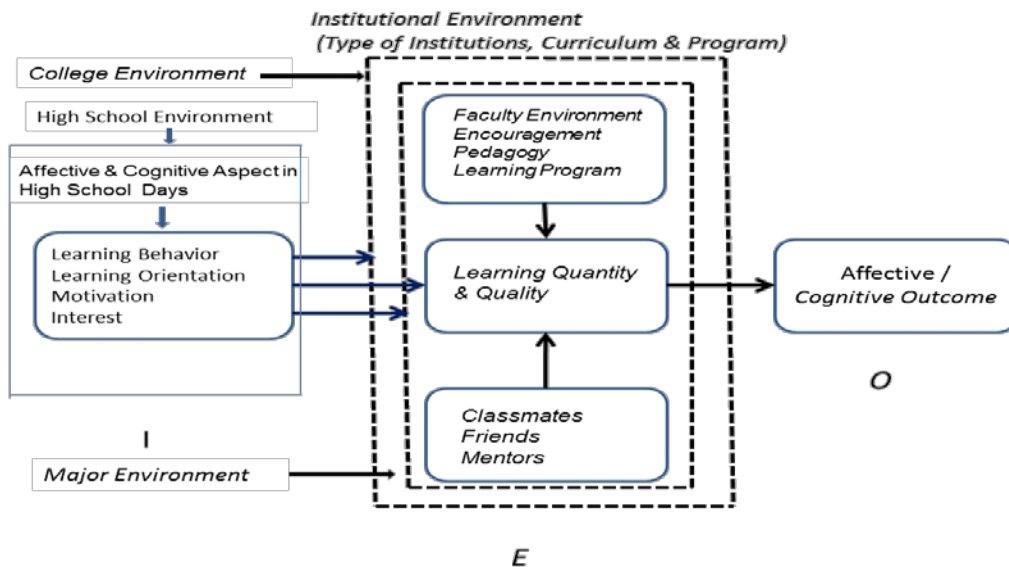 Institutional Environment
(Type of Institutions, Curriculum & Program)
College Environment
High School Environment
Affective & Cognitive Aspect in
High School Days
Learning Behavior
Learning Orientation
Motivation
Interest
Faculty Environment
Encouragement
Pedagogy
Learning Program
Learning Quantity
& Quality
Classmates
Friends
Mentors
Affective /
Cognitive Outcome
O
I
Major Environment
E